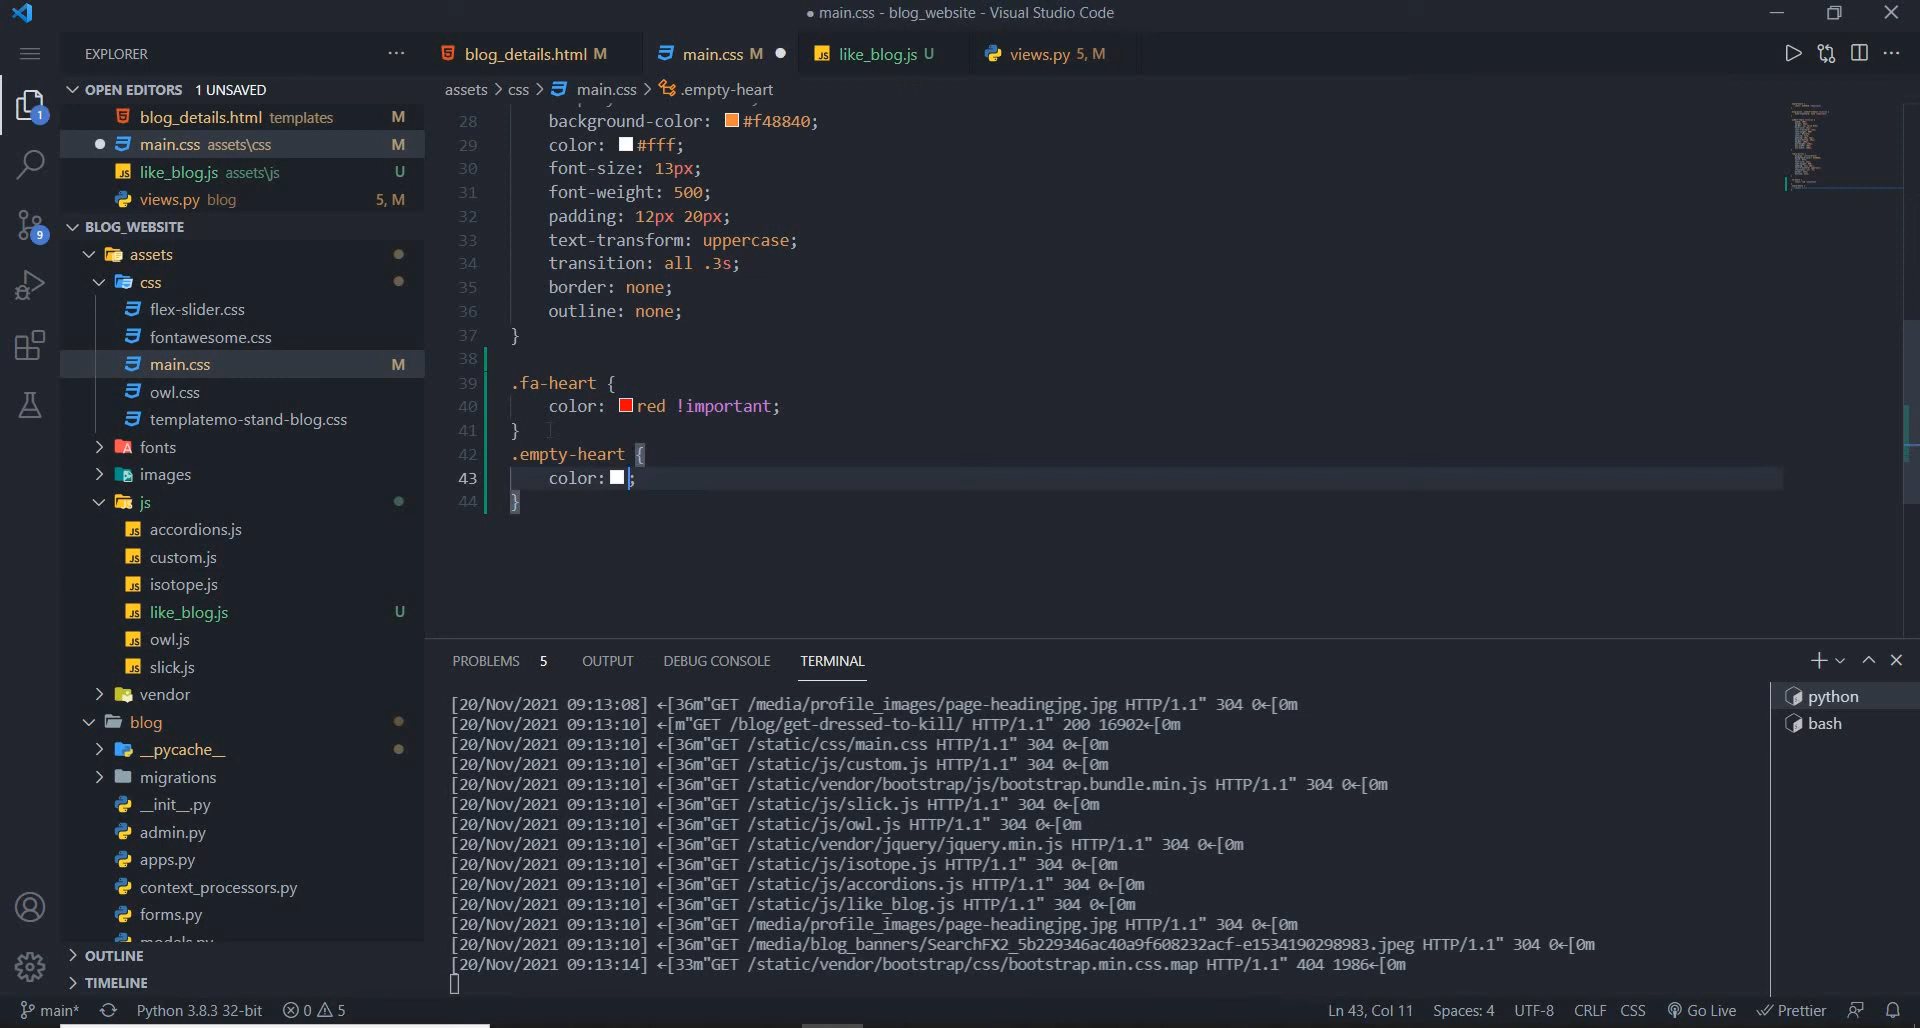 main.css - blog_website - Visual Studio Code
EXPLORER
blog_details.html M
main.css M
like_blog.js U
views.py 5, M
OPEN EDITORS 1 UNSAVED
blog_details.html templates M
main.css assets\css M
like_blog.js assets\js U
views.py blog 5, M
BLOG_WEBSITE
assets
css
flex-slider.css
fontawesome.css
main.css M
owl.css
templatemo-stand-blog.css
fonts
images
js
accordions.js
custom.js
isotope.js
like_blog.js U
owl.js
slick.js
vendor
blog
__pycache__
migrations
__init__.py
admin.py
apps.py
context_processors.py
forms.py
models.py
OUTLINE
TIMELINE
1
9
assets > css > main.css > .empty-heart
28 background-color: #f48840;
29 color: #fff;
30 font-size: 13px;
31 font-weight: 500;
32 padding: 12px 20px;
33 text-transform: uppercase;
34 transition: all .3s;
35 border: none;
36 outline: none;
37 }
38
39 .fa-heart {
40 color: red !important;
41 }
42 .empty-heart {
43 color: ;
44 }
PROBLEMS 5 OUTPUT DEBUG CONSOLE TERMINAL
[20/Nov/2021 09:13:08] ←[36m"GET /media/profile_images/page-headingjpg.jpg HTTP/1.1" 304 0←[0m
[20/Nov/2021 09:13:10] ←[m"GET /blog/get-dressed-to-kill/ HTTP/1.1" 200 16902←[0m
[20/Nov/2021 09:13:10] ←[36m"GET /static/css/main.css HTTP/1.1" 304 0←[0m
[20/Nov/2021 09:13:10] ←[36m"GET /static/js/custom.js HTTP/1.1" 304 0←[0m
[20/Nov/2021 09:13:10] ←[36m"GET /static/vendor/bootstrap/js/bootstrap.bundle.min.js HTTP/1.1" 304 0←[0m
[20/Nov/2021 09:13:10] ←[36m"GET /static/js/slick.js HTTP/1.1" 304 0←[0m
[20/Nov/2021 09:13:10] ←[36m"GET /static/js/owl.js HTTP/1.1" 304 0←[0m
[20/Nov/2021 09:13:10] ←[36m"GET /static/vendor/jquery/jquery.min.js HTTP/1.1" 304 0←[0m
[20/Nov/2021 09:13:10] ←[36m"GET /static/js/isotope.js HTTP/1.1" 304 0←[0m
[20/Nov/2021 09:13:10] ←[36m"GET /static/js/accordions.js HTTP/1.1" 304 0←[0m
[20/Nov/2021 09:13:10] ←[36m"GET /static/js/like_blog.js HTTP/1.1" 304 0←[0m
[20/Nov/2021 09:13:10] ←[36m"GET /media/profile_images/page-headingjpg.jpg HTTP/1.1" 304 0←[0m
[20/Nov/2021 09:13:10] ←[36m"GET /media/blog_banners/SearchFX2_5b229346ac40a9f608232acf-e1534190298983.jpeg HTTP/1.1" 304 0←[0m
[20/Nov/2021 09:13:14] ←[33m"GET /static/vendor/bootstrap/css/bootstrap.min.css.map HTTP/1.1" 404 1986←[0m
python
bash
main* Python 3.8.3 32-bit 0 5 Ln 43, Col 11 Spaces: 4 UTF-8 CRLF CSS Go Live Prettier